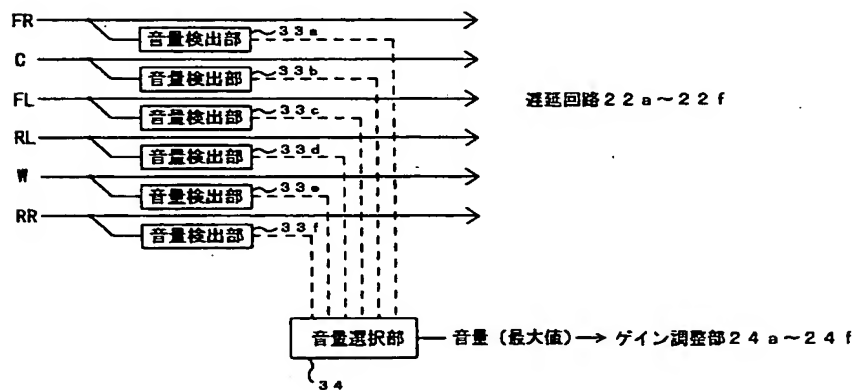 FR
音量検出部 33a
C
音量検出部 33b
FL
音量検出部 33c
遅延回路22a～22f
RL
音量検出部 33d
W
音量検出部 33e
RR
音量検出部 33f
音量選択部 音量(最大値) ゲイン調整部24a～24f
34